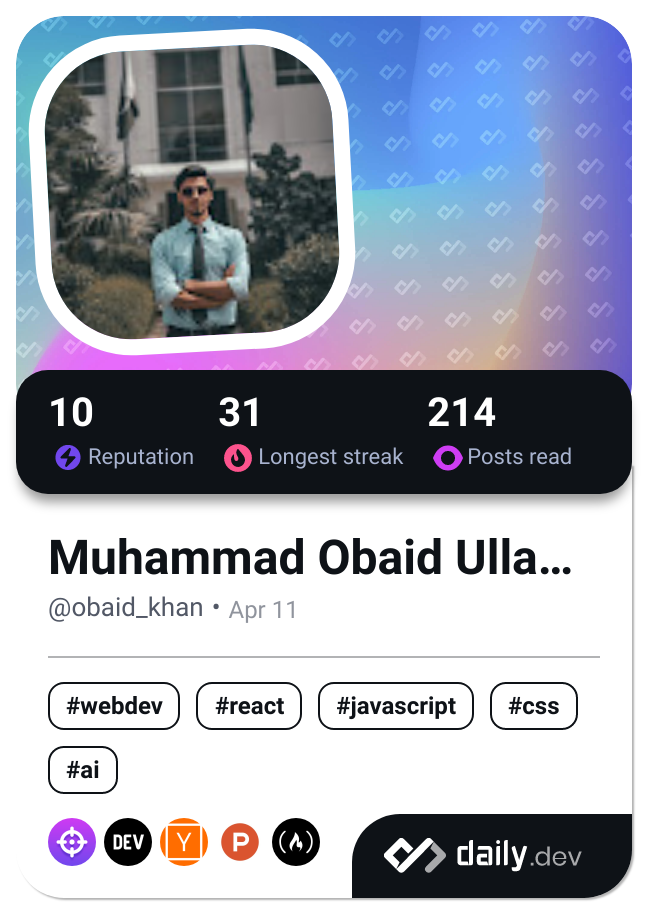 10 31 214
Reputation Longest streak Posts read
Muhammad Obaid Ulla...
@obaid_khan • Apr 11
#webdev #react #javascript #css
#ai
DEV Y P
daily.dev